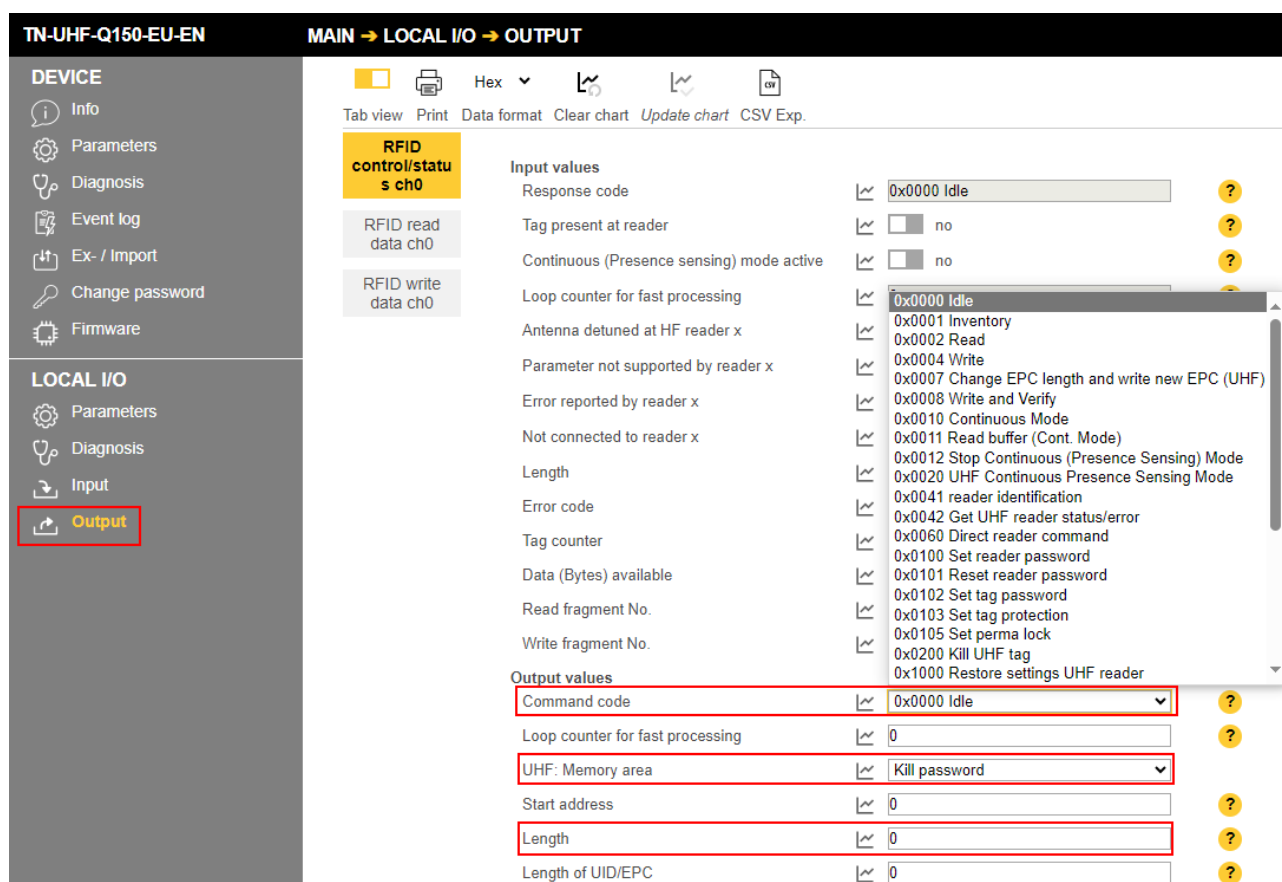 TN-UHF-Q150-EU-EN
MAIN ➔ LOCAL I/O ➔ OUTPUT
DEVICE
Info
Parameters
Diagnosis
Event log
Ex- / Import
Change password
Firmware
LOCAL I/O
Parameters
Diagnosis
Input
Output
Hex
CSV
Tab view Print Data format Clear chart Update chart CSV Exp.
RFID
control/statu
s ch0
RFID read
data ch0
RFID write
data ch0
Input values
Response code 0x0000 Idle ?
Tag present at reader no ?
Continuous (Presence sensing) mode active no ?
Loop counter for fast processing
Antenna detuned at HF reader x
Parameter not supported by reader x
Error reported by reader x
Not connected to reader x
Length
Error code
Tag counter
Data (Bytes) available
Read fragment No.
Write fragment No.
0x0000 Idle
0x0001 Inventory
0x0002 Read
0x0004 Write
0x0007 Change EPC length and write new EPC (UHF)
0x0008 Write and Verify
0x0010 Continuous Mode
0x0011 Read buffer (Cont. Mode)
0x0012 Stop Continuous (Presence Sensing) Mode
0x0020 UHF Continuous Presence Sensing Mode
0x0041 reader identification
0x0042 Get UHF reader status/error
0x0060 Direct reader command
0x0100 Set reader password
0x0101 Reset reader password
0x0102 Set tag password
0x0103 Set tag protection
0x0105 Set perma lock
0x0200 Kill UHF tag
0x1000 Restore settings UHF reader
Output values
Command code 0x0000 Idle ?
Loop counter for fast processing 0 ?
UHF: Memory area Kill password
Start address 0 ?
Length 0 ?
Length of UID/EPC 0 ?